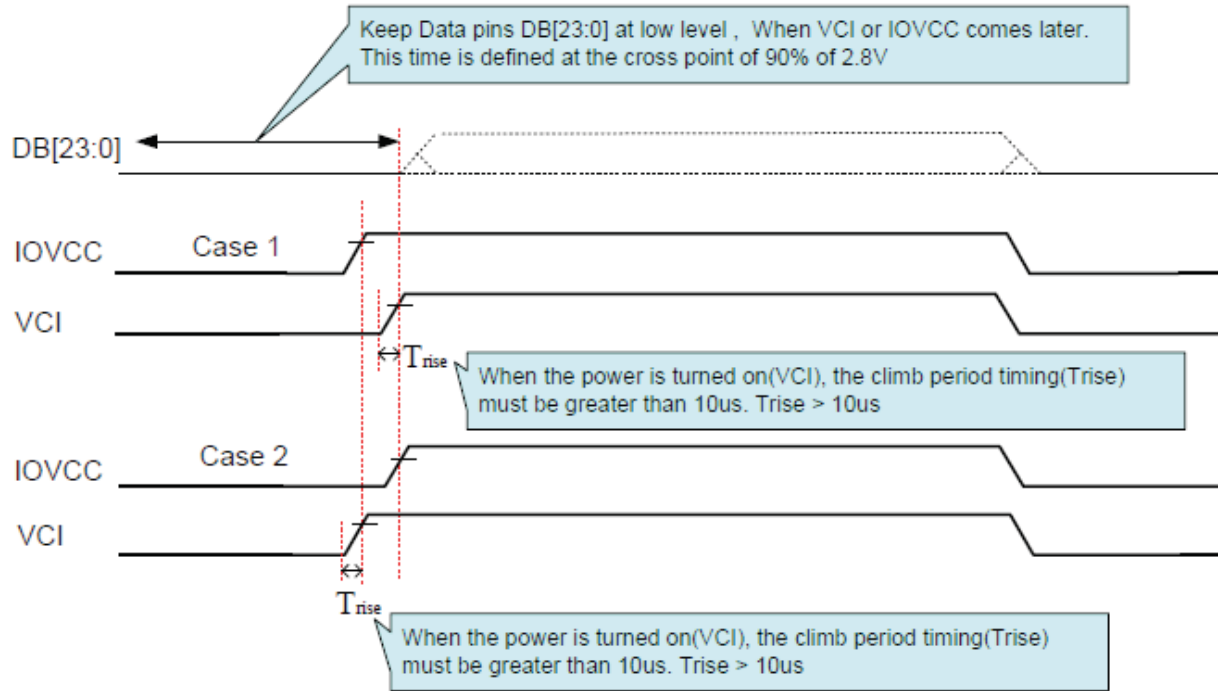 Keep Data pins DB[23:0] at low level , When VCI or IOVCC comes later.
This time is defined at the cross point of 90% of 2.8V
DB[23:0]
IOVCC
Case 1
VCI
Trise
When the power is turned on(VCI), the climb period timing(Trise)
must be greater than 10us. Trise > 10us
IOVCC
Case 2
VCI
Trise
When the power is turned on(VCI), the climb period timing(Trise)
must be greater than 10us. Trise > 10us